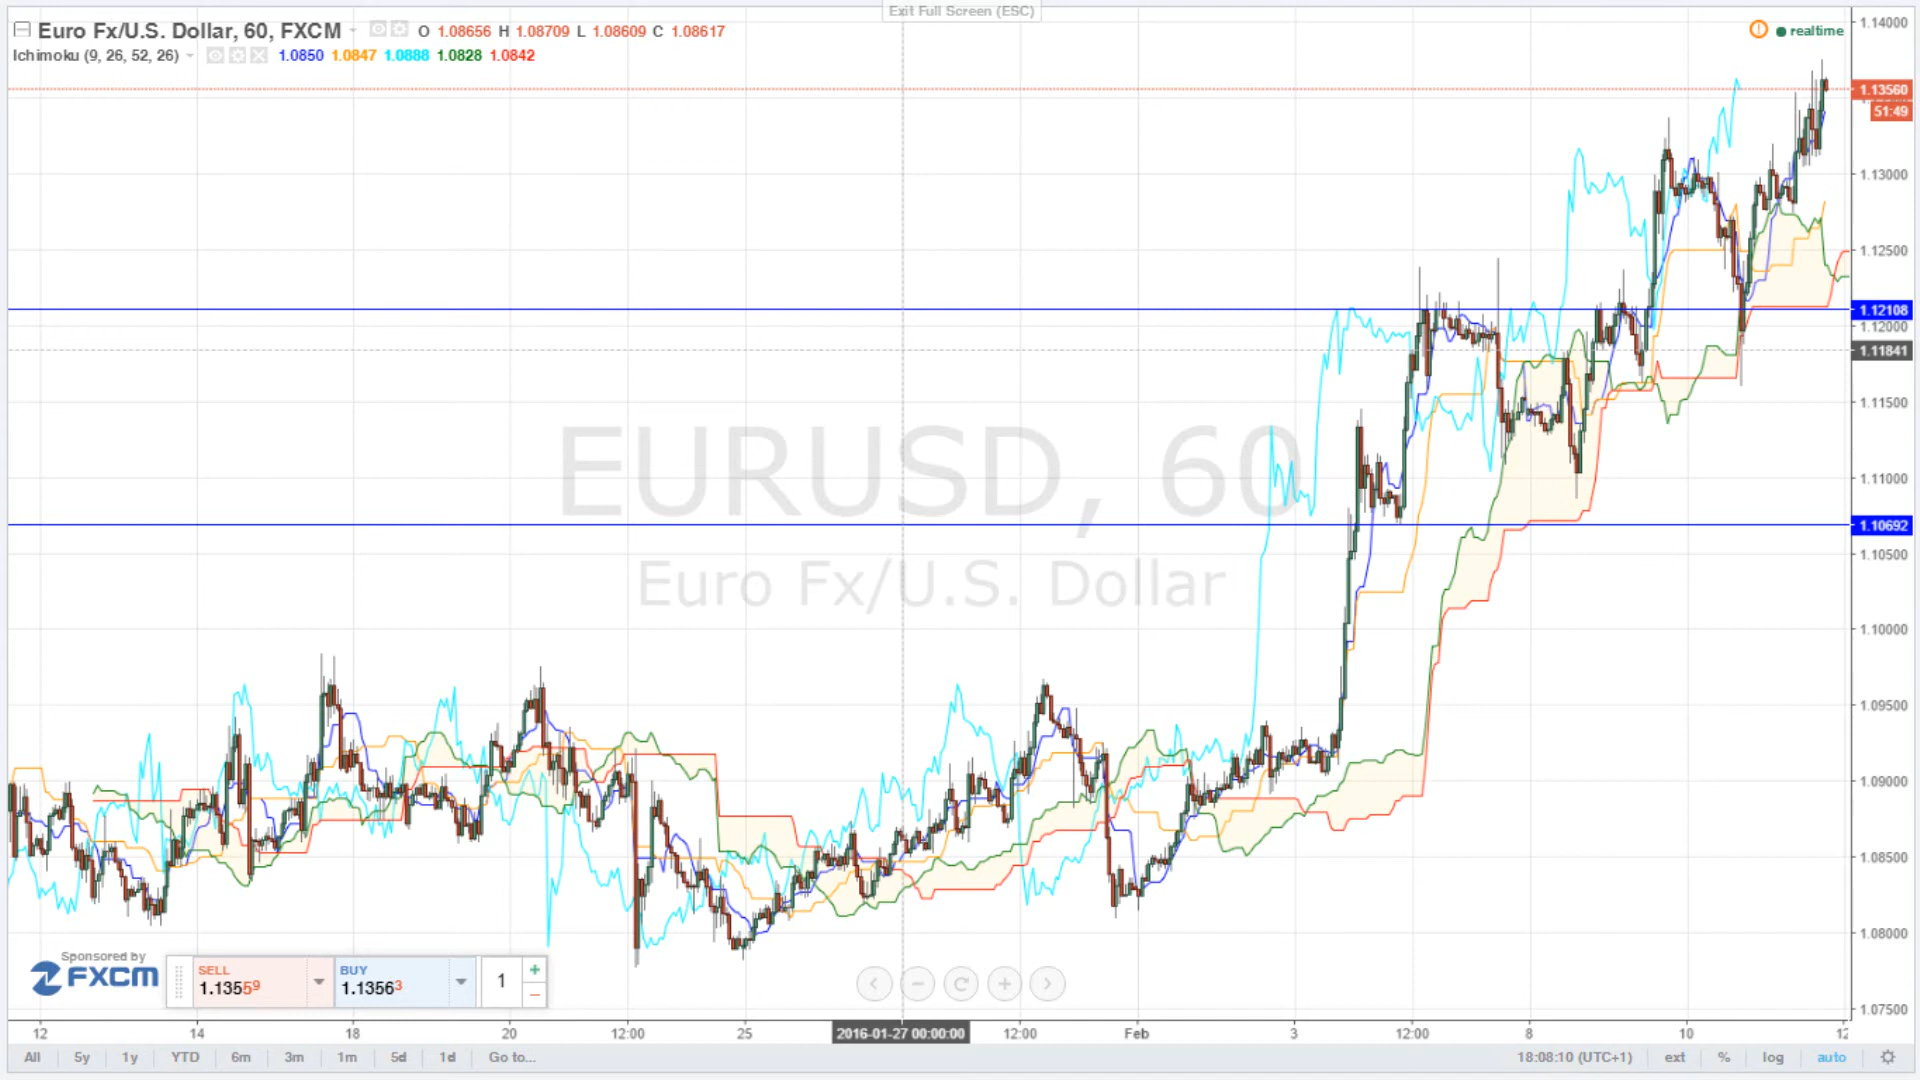 Exit Full Screen (ESC)
Euro Fx/U.S. Dollar, 60, FXCM O 1.08656 H 1.08709 L 1.08609 C 1.08617
realtime
Ichimoku (9, 26, 52, 26) 1.0850 1.0847 1.0888 1.0828 1.0842
1.14000
1.13560
51:49
1.13000
1.12500
1.12108
1.12000
1.11841
1.11500
1.11000
1.10692
1.10500
1.10000
1.09500
1.09000
1.08500
1.08000
1.07500
EURUSD, 60
Euro Fx/U.S. Dollar
Sponsored by
FXCM
SELL
1.13559
BUY
1.13563
1
12 14 18 20 12:00 25 2016-01-27 00:00:00 12:00 Feb 3 12:00 8 10 12
All 5y 1y YTD 6m 3m 1m 5d 1d Go to... 18:08:10 (UTC+1) ext % log auto